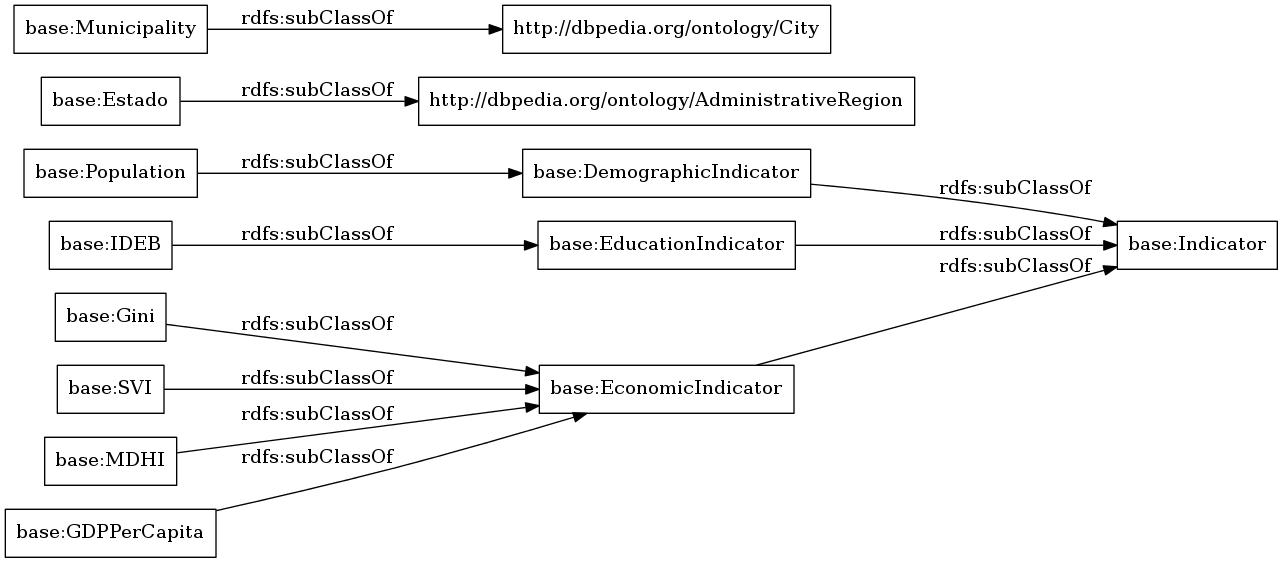 base:Municipality
rdfs:subClassOf
http://dbpedia.org/ontology/City
base:Estado
rdfs:subClassOf
http://dbpedia.org/ontology/AdministrativeRegion
base:Population
rdfs:subClassOf
base:DemographicIndicator
rdfs:subClassOf
base:IDEB
rdfs:subClassOf
base:EducationIndicator
rdfs:subClassOf
base:Indicator
rdfs:subClassOf
base:Gini
rdfs:subClassOf
base:SVI
rdfs:subClassOf
base:EconomicIndicator
rdfs:subClassOf
base:MDHI
rdfs:subClassOf
base:GDPPerCapita